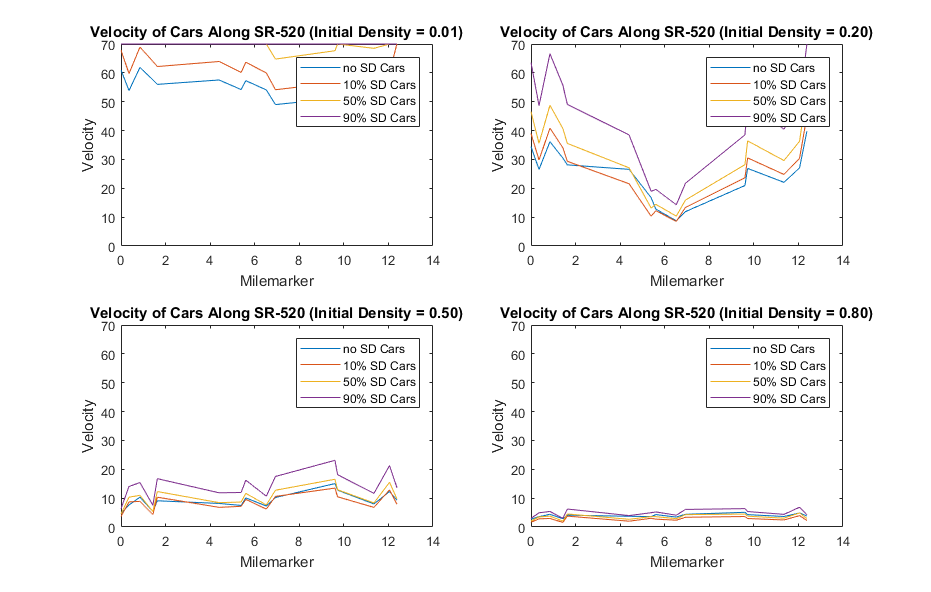 Velocity of Cars Along SR-520 (Initial Density = 0.01)
70
60
50
40
30
20
10
0
Velocity
no SD Cars
10% SD Cars
50% SD Cars
90% SD Cars
0 2 4 6 8 10 12 14
Milemarker
Velocity of Cars Along SR-520 (Initial Density = 0.20)
70
60
50
40
30
20
10
0
Velocity
no SD Cars
10% SD Cars
50% SD Cars
90% SD Cars
0 2 4 6 8 10 12 14
Milemarker
Velocity of Cars Along SR-520 (Initial Density = 0.50)
70
60
50
40
30
20
10
0
Velocity
no SD Cars
10% SD Cars
50% SD Cars
90% SD Cars
0 2 4 6 8 10 12 14
Milemarker
Velocity of Cars Along SR-520 (Initial Density = 0.80)
70
60
50
40
30
20
10
0
Velocity
no SD Cars
10% SD Cars
50% SD Cars
90% SD Cars
0 2 4 6 8 10 12 14
Milemarker